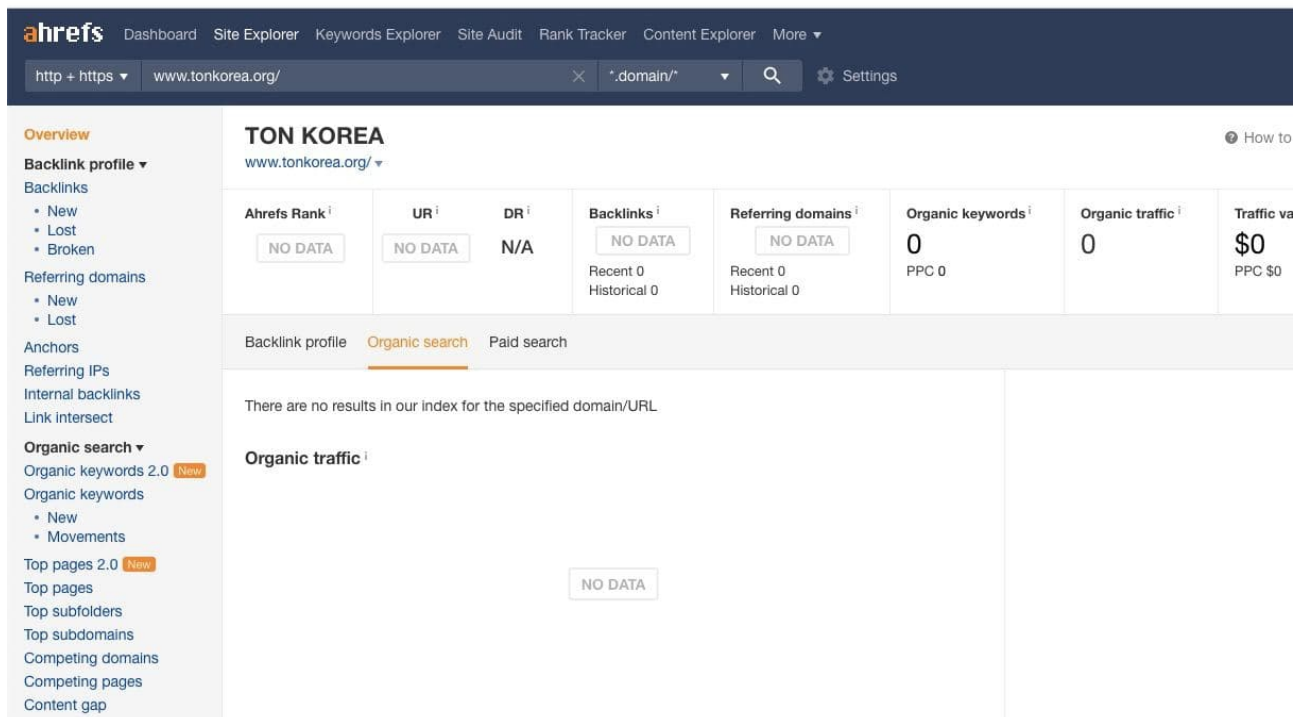 ahrefs Dashboard Site Explorer Keywords Explorer Site Audit Rank Tracker Content Explorer More ▾
http + https ▾ www.tonkorea.org/ × *.domain/* ▾ Settings
Overview
Backlink profile ▾
Backlinks
• New
• Lost
• Broken
Referring domains
• New
• Lost
Anchors
Referring IPs
Internal backlinks
Link intersect
Organic search ▾
Organic keywords 2.0 New
Organic keywords
• New
• Movements
Top pages 2.0 New
Top pages
Top subfolders
Top subdomains
Competing domains
Competing pages
Content gap
TON KOREA
www.tonkorea.org/ ▾
? How to
Ahrefs Rank i
NO DATA
UR i
NO DATA
DR i
N/A
Backlinks i
NO DATA
Recent 0
Historical 0
Referring domains i
NO DATA
Recent 0
Historical 0
Organic keywords i
0
PPC 0
Organic traffic i
0
Traffic va
$0
PPC $0
Backlink profile Organic search Paid search
There are no results in our index for the specified domain/URL
Organic traffic i
NO DATA